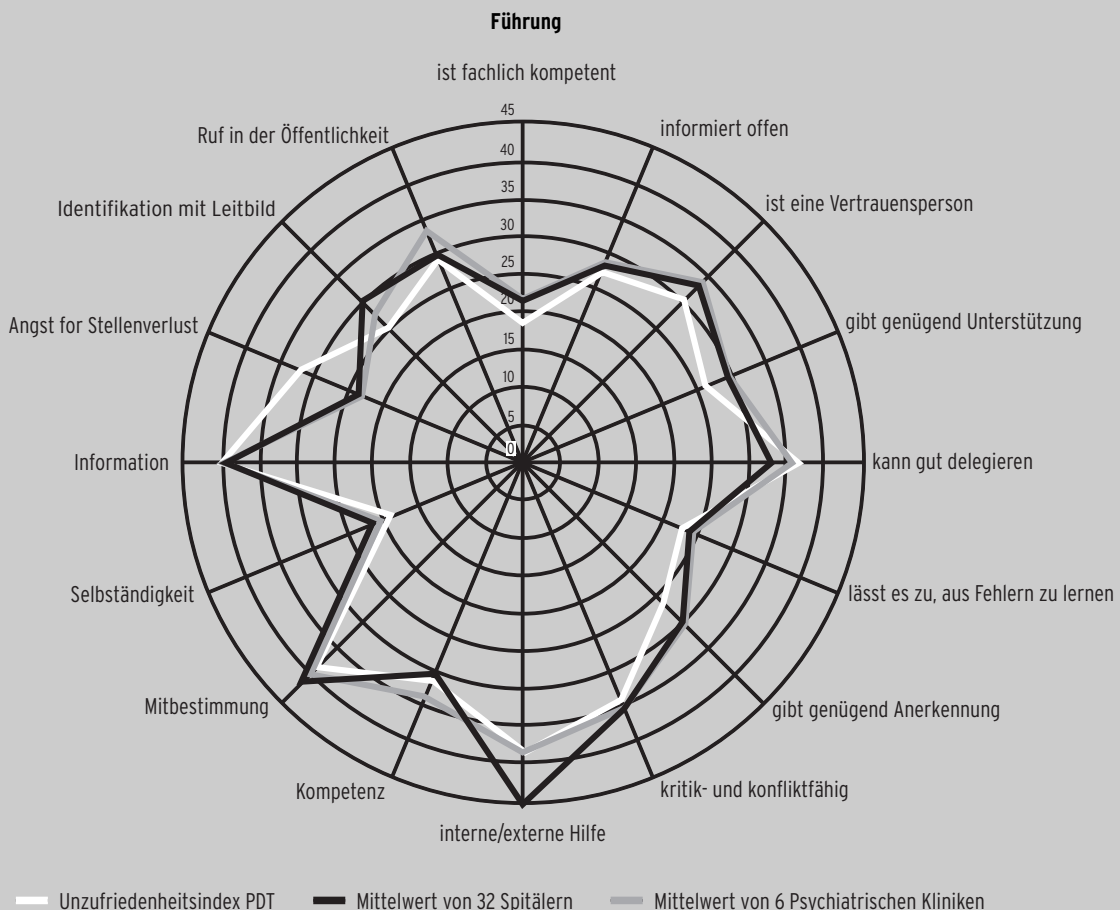 Führung
ist fachlich kompetent
informiert offen
ist eine Vertrauensperson
gibt genügend Unterstützung
kann gut delegieren
lässt es zu, aus Fehlern zu lernen
gibt genügend Anerkennung
kritik- und konfliktfähig
interne/externe Hilfe
Kompetenz
Mitbestimmung
Selbständigkeit
Information
Angst for Stellenverlust
Identifikation mit Leitbild
Ruf in der Öffentlichkeit
45
40
35
30
25
20
15
10
5
0
Unzufriedenheitsindex PDT
Mittelwert von 32 Spitälern
Mittelwert von 6 Psychiatrischen Kliniken